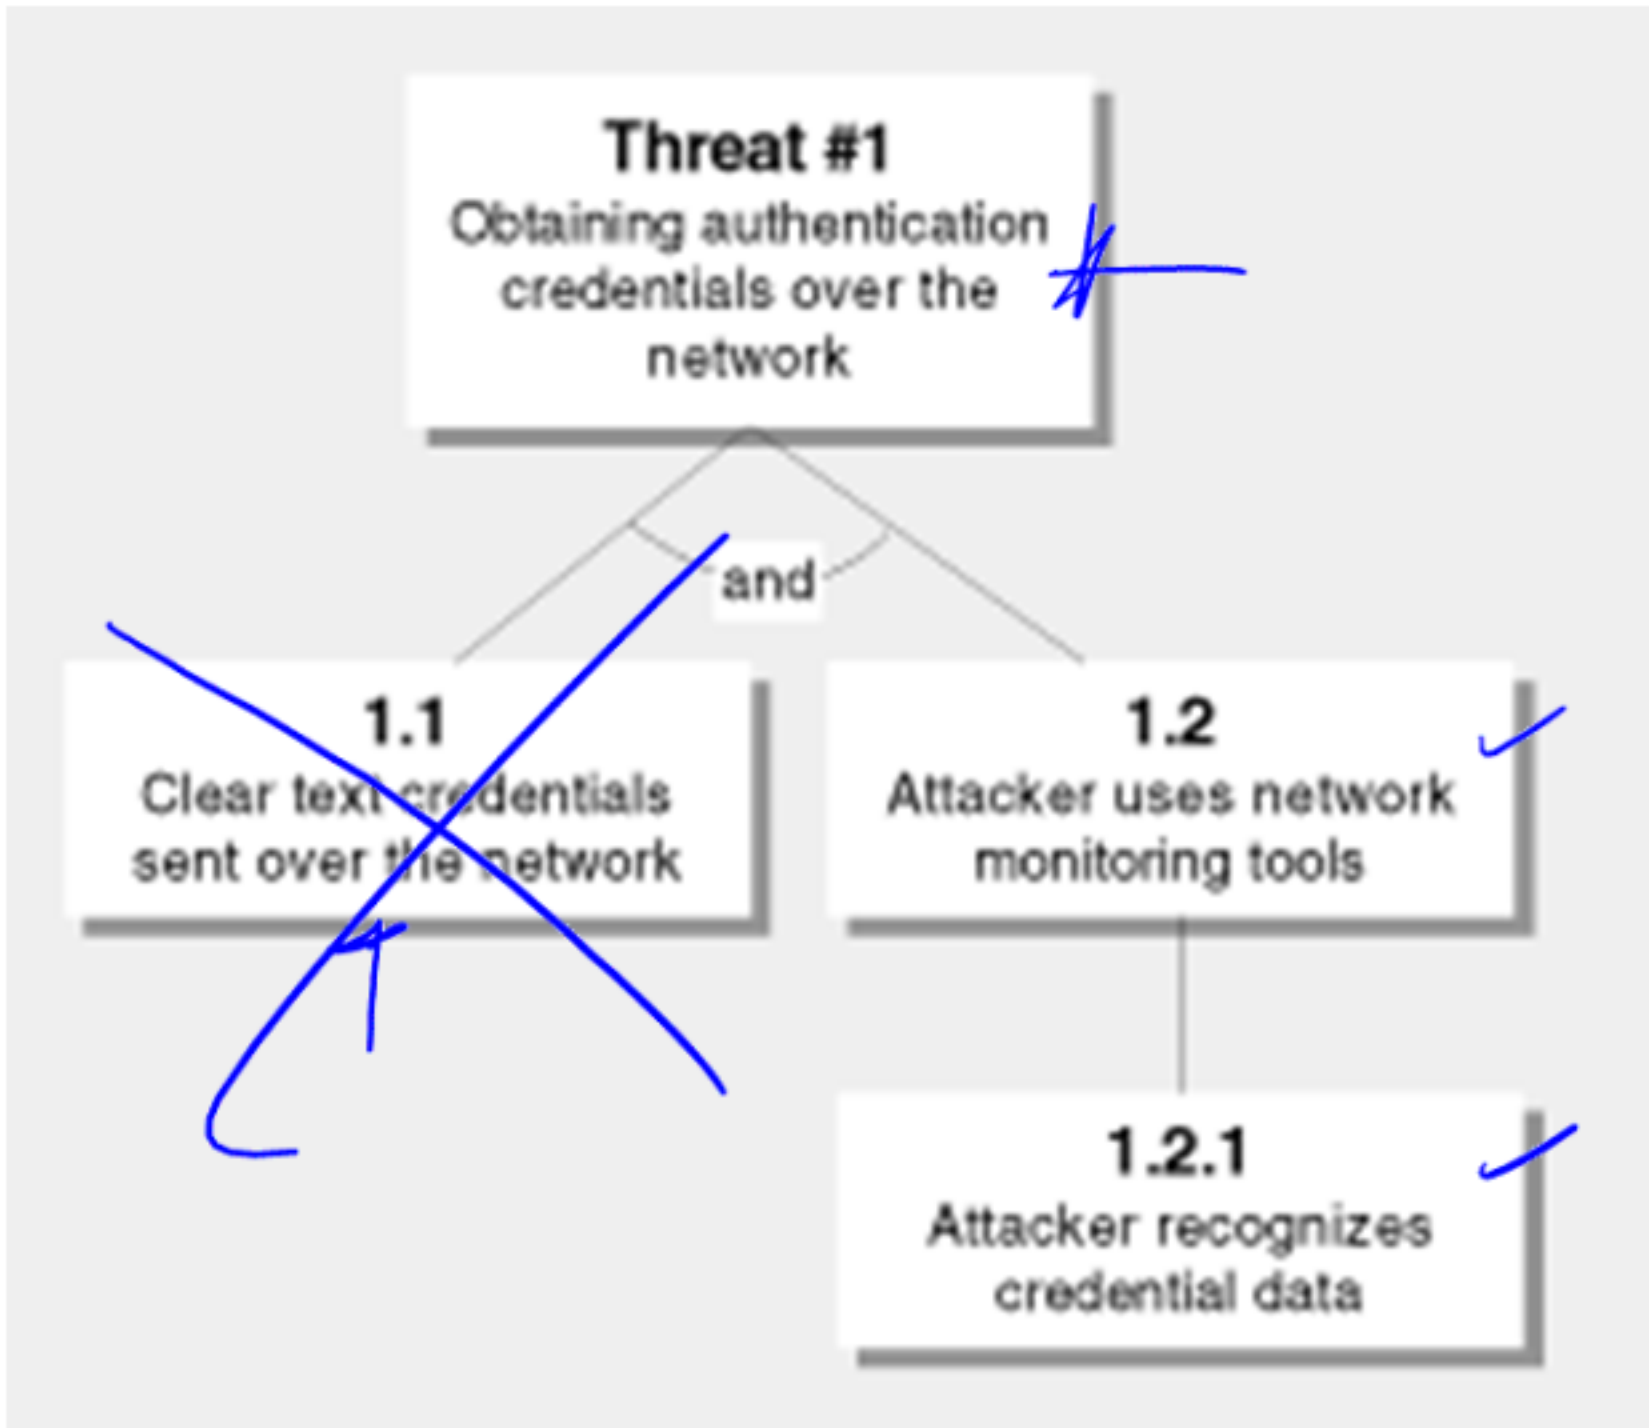 Threat #1
Obtaining authentication
credentials over the
network
and
1.1
Clear text credentials
sent over the network
1.2
Attacker uses network
monitoring tools
1.2.1
Attacker recognizes
credential data